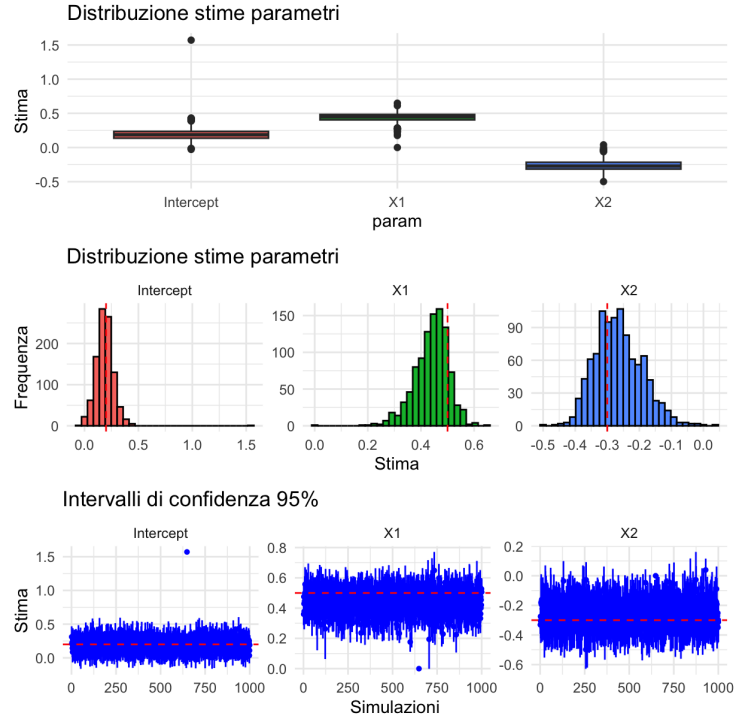 Distribuzione stime parametri
Stima
1.5
1.0
0.5
0.0
-0.5
Intercept X1 X2
param
Distribuzione stime parametri
Intercept X1 X2
Frequenza
200
100
0
150
100
50
0
90
60
30
0
0.0 0.5 1.0 1.5 0.0 0.2 0.4 0.6 -0.5 -0.4 -0.3 -0.2 -0.1 0.0
Stima
Intervalli di confidenza 95%
Intercept X1 X2
Stima
1.5
1.0
0.5
0.0
0.8
0.6
0.4
0.2
0.0
0.2
0.0
-0.2
-0.4
-0.6
0 250 500 750 1000 0 250 500 750 1000 0 250 500 750 1000
Simulazioni